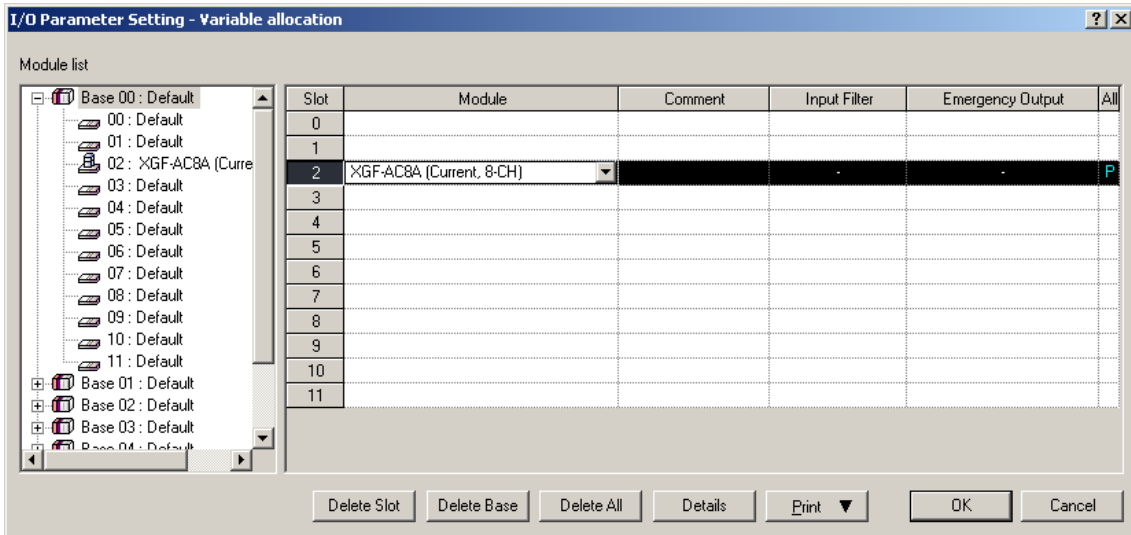 I/O Parameter Setting - Variable allocation
Module list
Base 00 : Default
00 : Default
01 : Default
02 : XGF-AC8A (Curre
03 : Default
04 : Default
05 : Default
06 : Default
07 : Default
08 : Default
09 : Default
10 : Default
11 : Default
Base 01 : Default
Base 02 : Default
Base 03 : Default
Base 04 : Default
Slot Module Comment Input Filter Emergency Output All
0
1
2 XGF-AC8A (Current, 8-CH) - - P
3
4
5
6
7
8
9
10
11
Delete Slot Delete Base Delete All Details Print ▼ OK Cancel